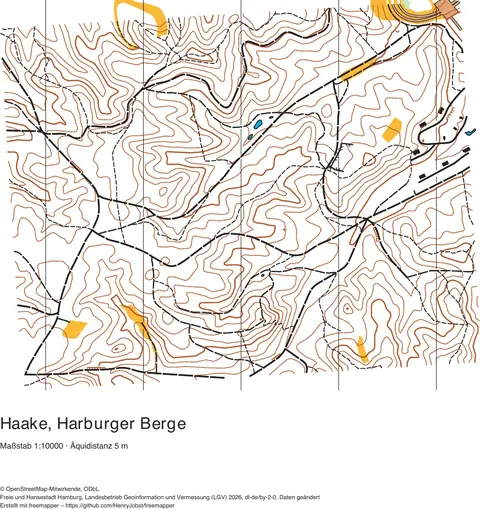 Haake, Harburger Berge
Maßstab 1:10000 · Äquidistanz 5 m
© OpenStreetMap-Mitwirkende, ODbL
Freie und Hansestadt Hamburg, Landesbetrieb Geoinformation und Vermessung (LGV) 2026, dl-de/by-2-0, Daten geändert
Erstellt mit freemapper – https://github.com/HenryJobst/freemapper